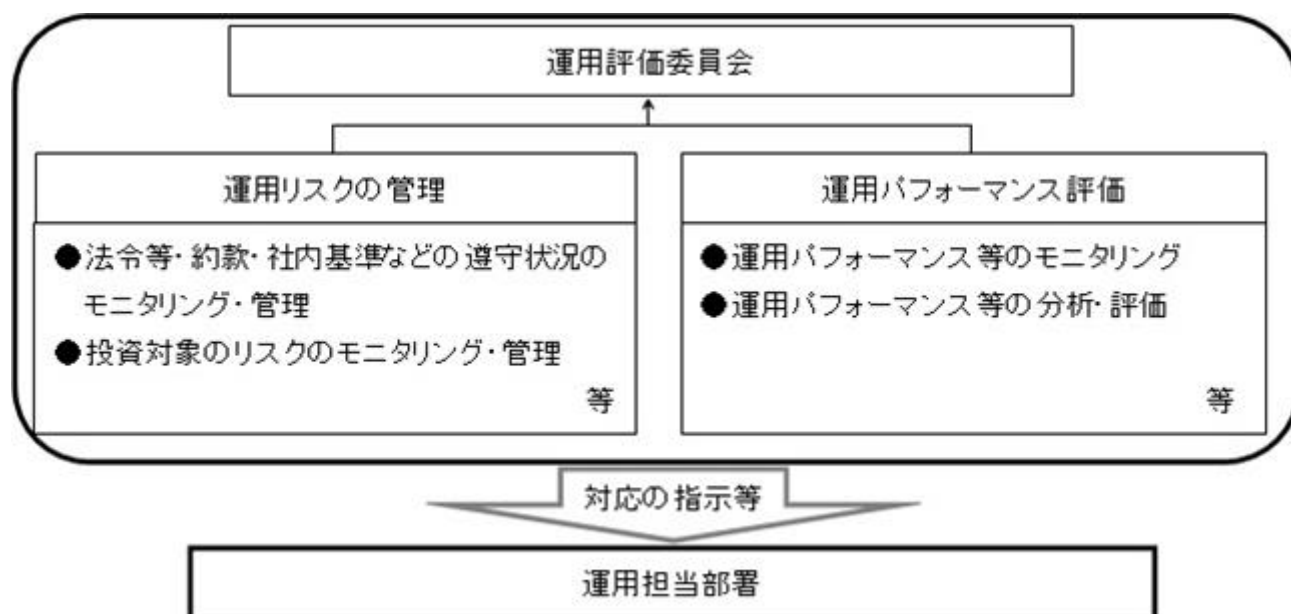 運用評価委員会
運用リスクの管理
●法令等・約款・社内基準などの遵守状況の
モニタリング・管理
●投資対象のリスクのモニタリング・管理
等
運用パフォーマンス評価
●運用パフォーマンス等のモニタリング
●運用パフォーマンス等の分析・評価
等
対応の指示等
運用担当部署